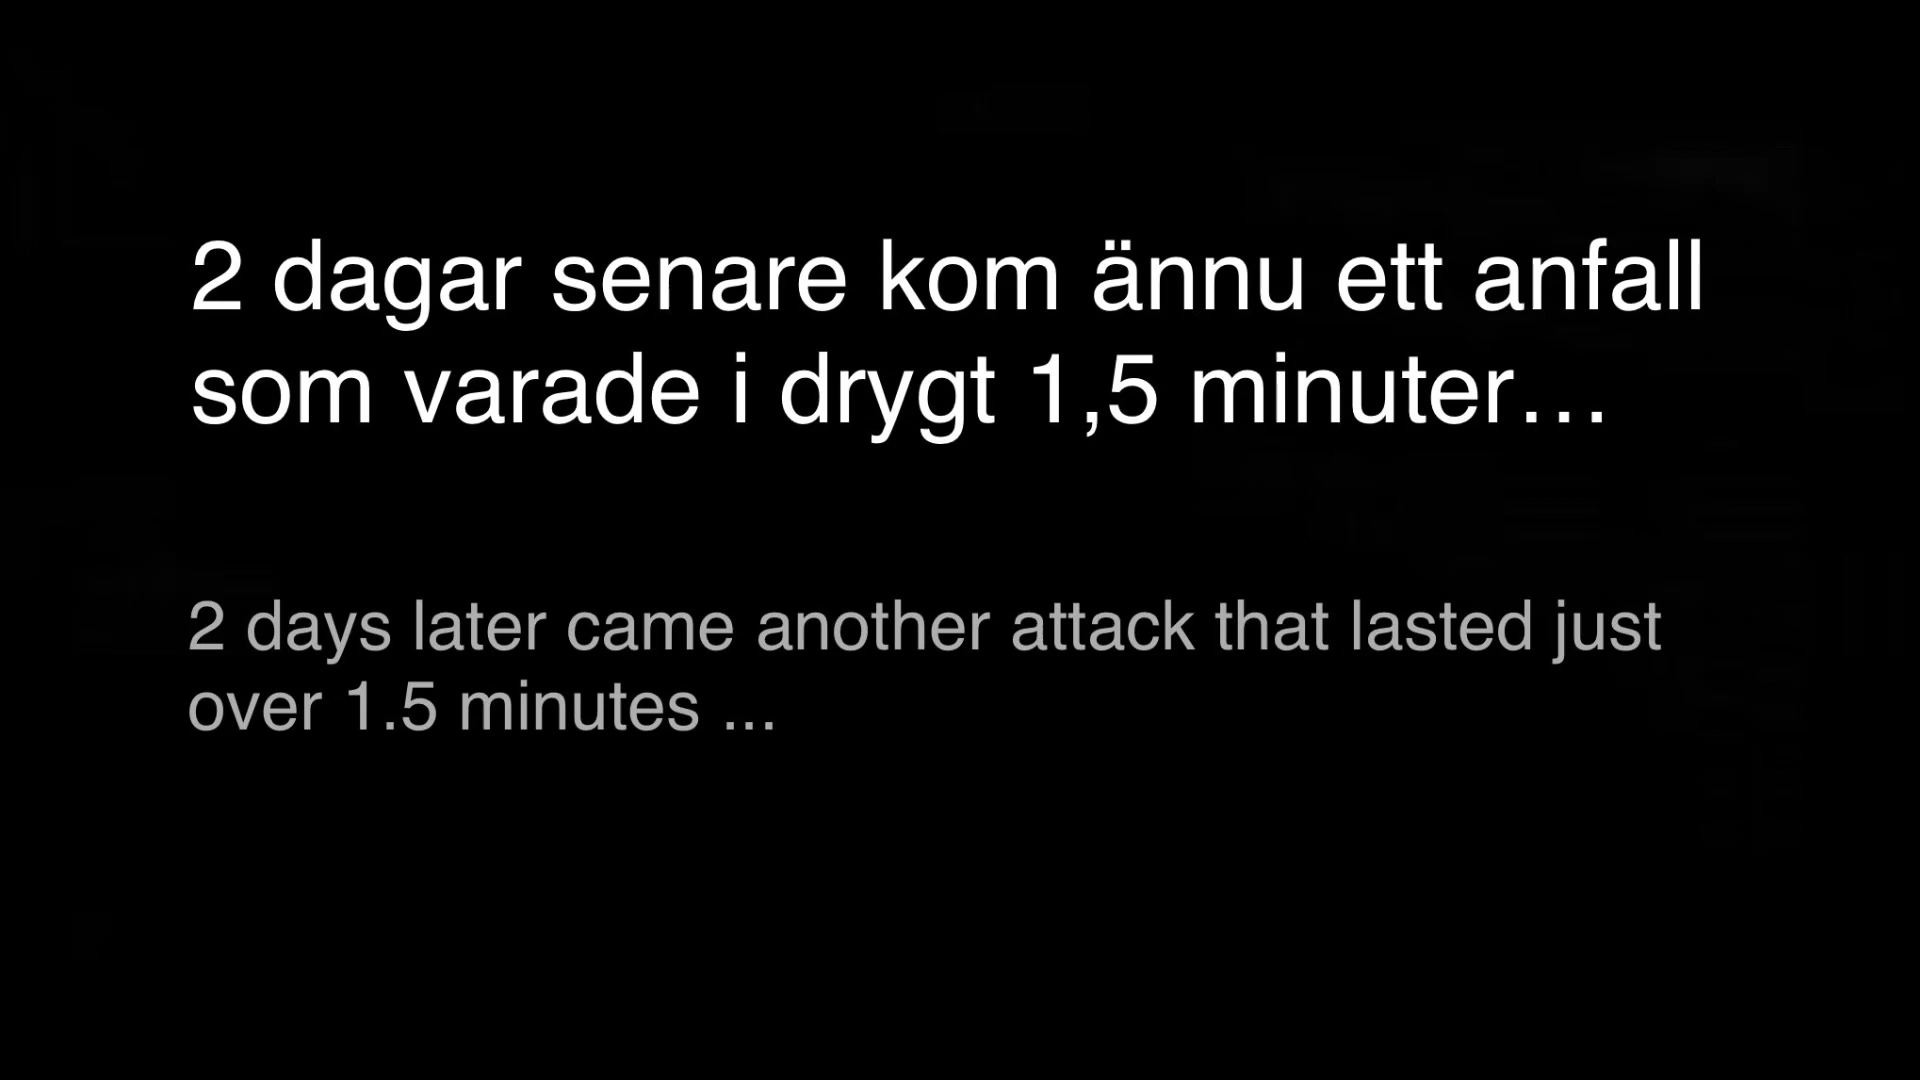 2 dagar senare kom ännu ett anfall
som varade i drygt 1,5 minuter…
2 days later came another attack that lasted just
over 1.5 minutes ...